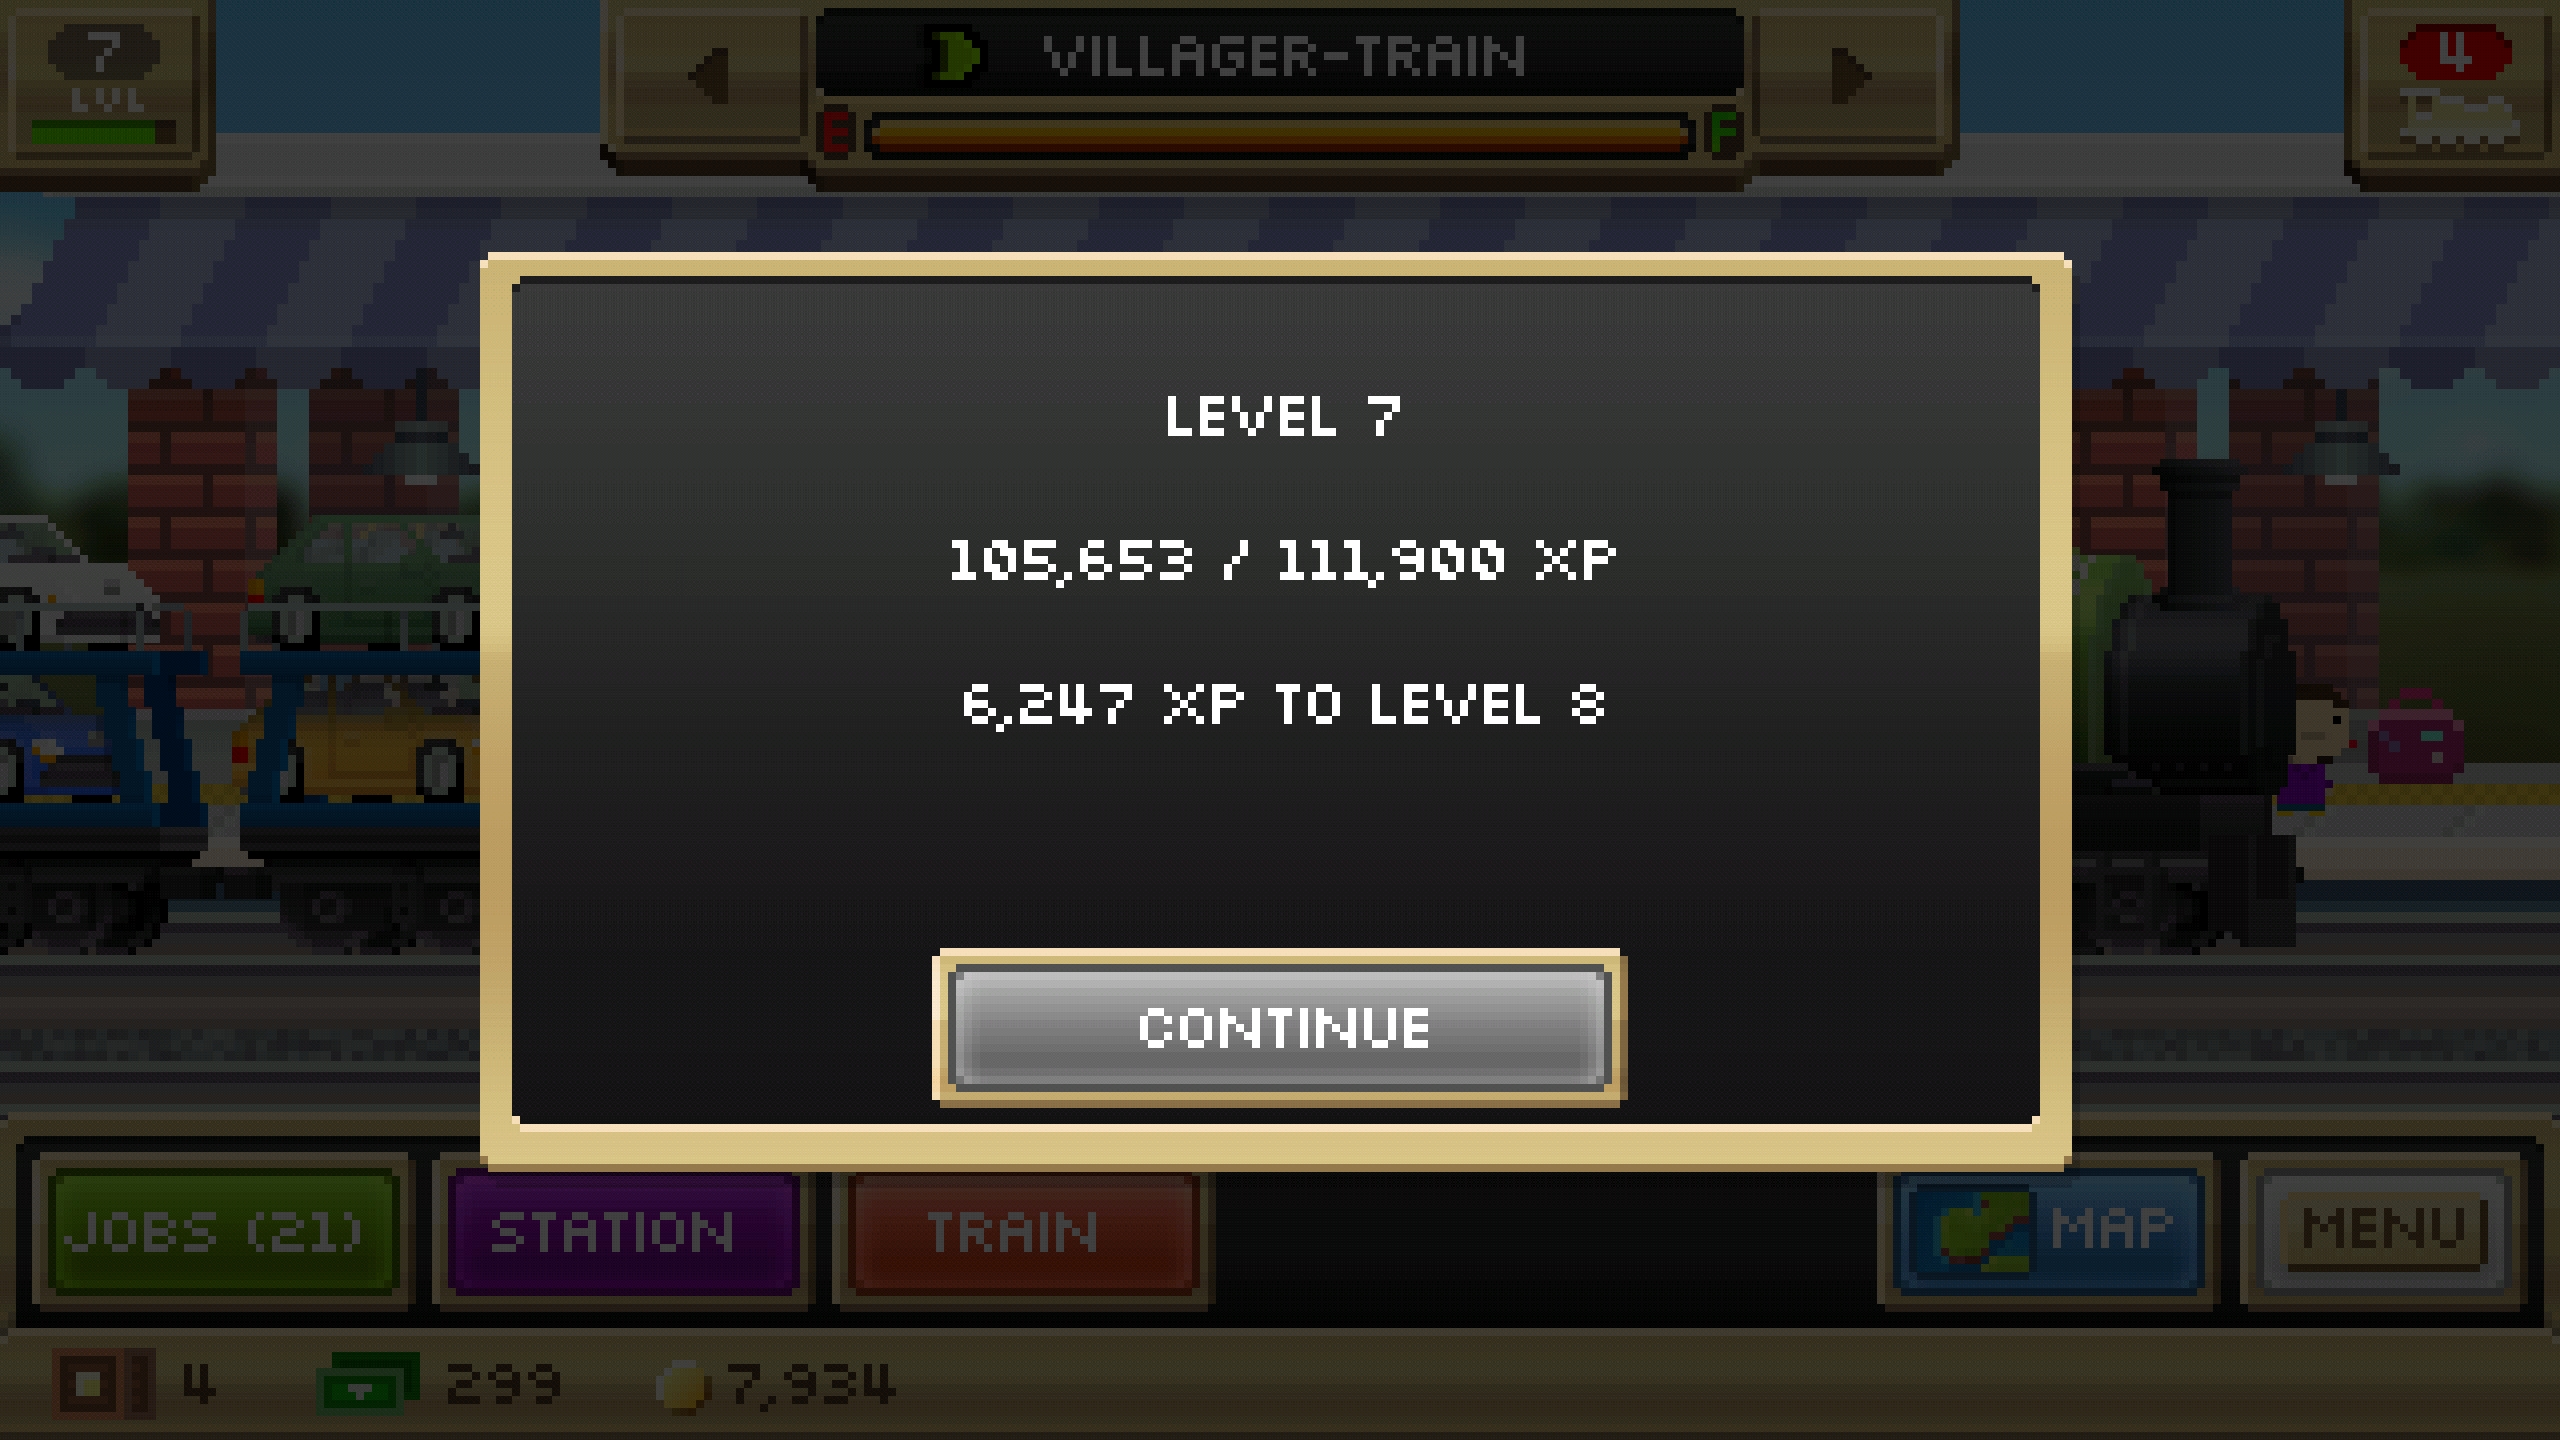 7
LVL
VILLAGER-TRAIN
E F
4
LEVEL 7
105,653 / 111,900 XP
6,247 XP TO LEVEL 8
CONTINUE
JOBS (21)
STATION
TRAIN
MAP
MENU
4
299
7,934